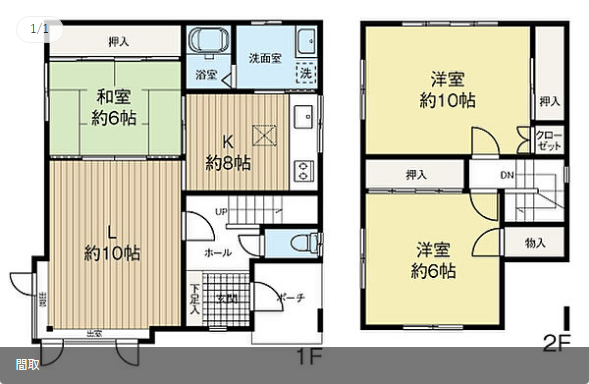 1/1
押入
浴室
洗面室
洗
和室
約6帖
K
約8帖
L
約10帖
UP
ホール
下足入
玄関
ポーチ
出窓
出窓
1F
洋室
約10帖
押入
クロー
ゼット
押入
DN
洋室
約6帖
物入
2F
間取